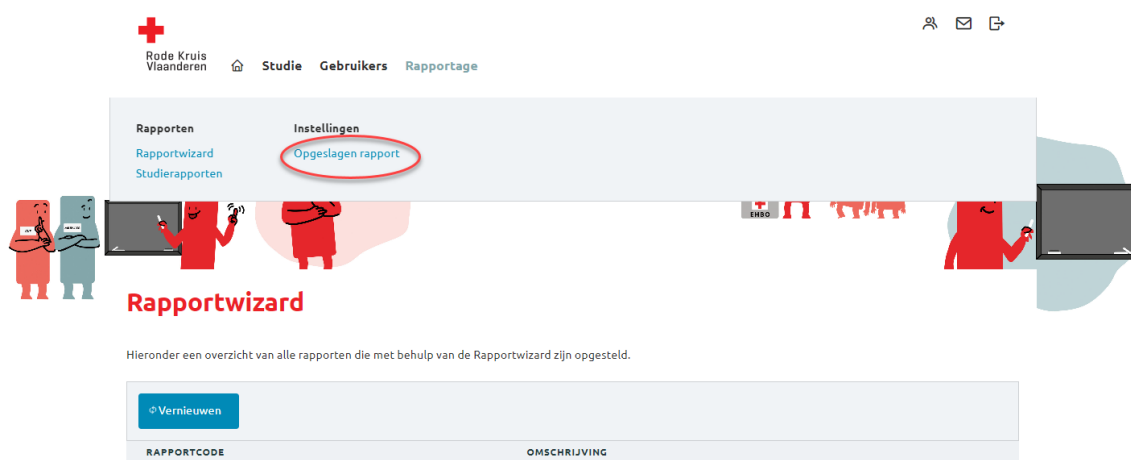 Rode Kruis
Vlaanderen
Studie Gebruikers Rapportage
Rapporten Instellingen
Rapportwizard Opgeslagen rapport
Studierapporten
EHBO
Rapportwizard
Hieronder een overzicht van alle rapporten die met behulp van de Rapportwizard zijn opgesteld.
Vernieuwen
RAPPORTCODE OMSCHRIJVING